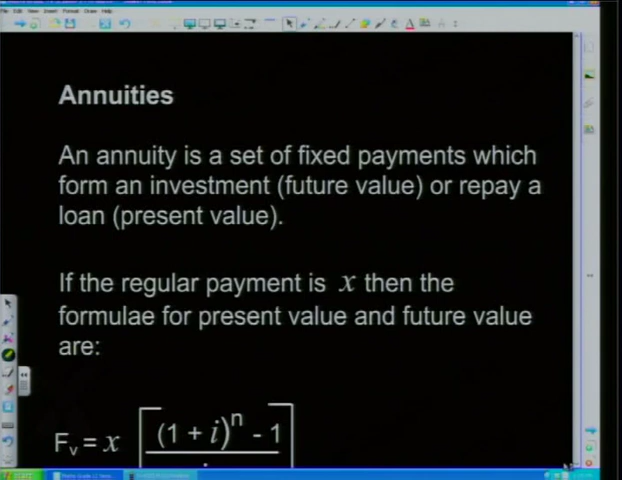 Annuities
An annuity is a set of fixed payments which
form an investment (future value) or repay a
loan (present value).
If the regular payment is x then the
formulae for present value and future value
are:
Fv = x [(1 + i)^n - 1
i